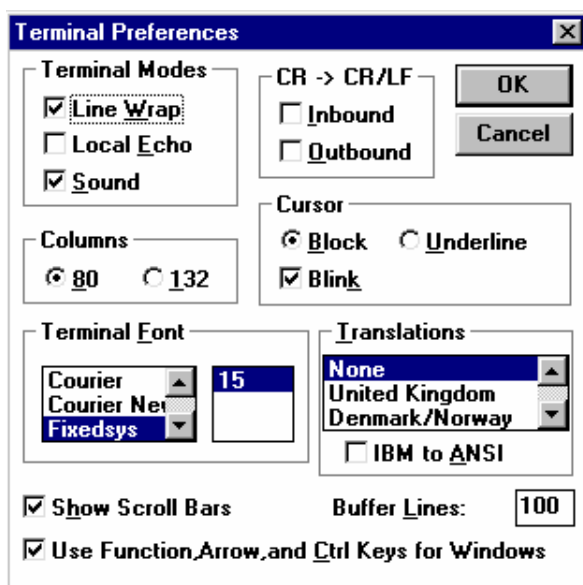 Terminal Preferences
Terminal Modes
Line Wrap
Local Echo
Sound
CR -> CR/LF
Inbound
Outbound
OK
Cancel
Columns
80 132
Cursor
Block Underline
Blink
Terminal Font
Courier
Courier Nev
Fixedsys
15
Translations
None
United Kingdom
Denmark/Norway
IBM to ANSI
Show Scroll Bars
Buffer Lines: 100
Use Function,Arrow,and Ctrl Keys for Windows